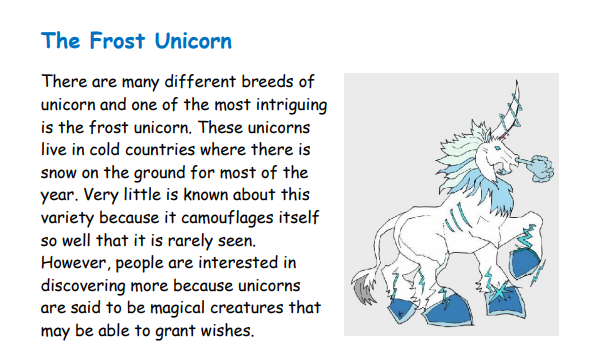 The Frost Unicorn
There are many different breeds of
unicorn and one of the most intriguing
is the frost unicorn. These unicorns
live in cold countries where there is
snow on the ground for most of the
year. Very little is known about this
variety because it camouflages itself
so well that it is rarely seen.
However, people are interested in
discovering more because unicorns
are said to be magical creatures that
may be able to grant wishes.